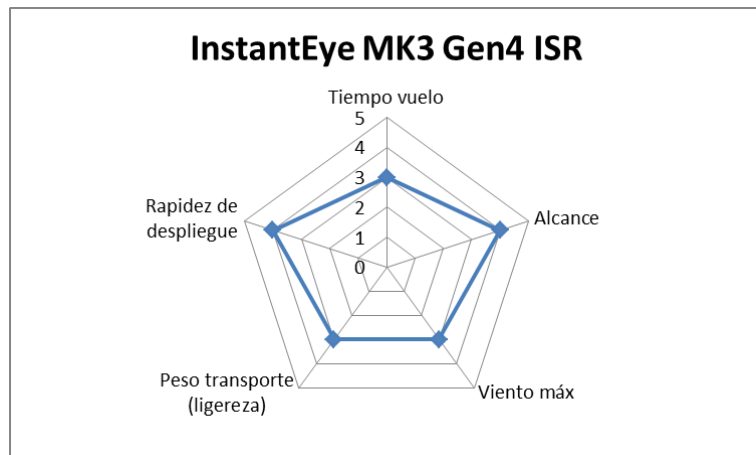 InstantEye MK3 Gen4 ISR
Tiempo vuelo
5
4
3
2
1
0
Rapidez de
despliegue
Alcance
Peso transporte
(ligereza)
Viento máx